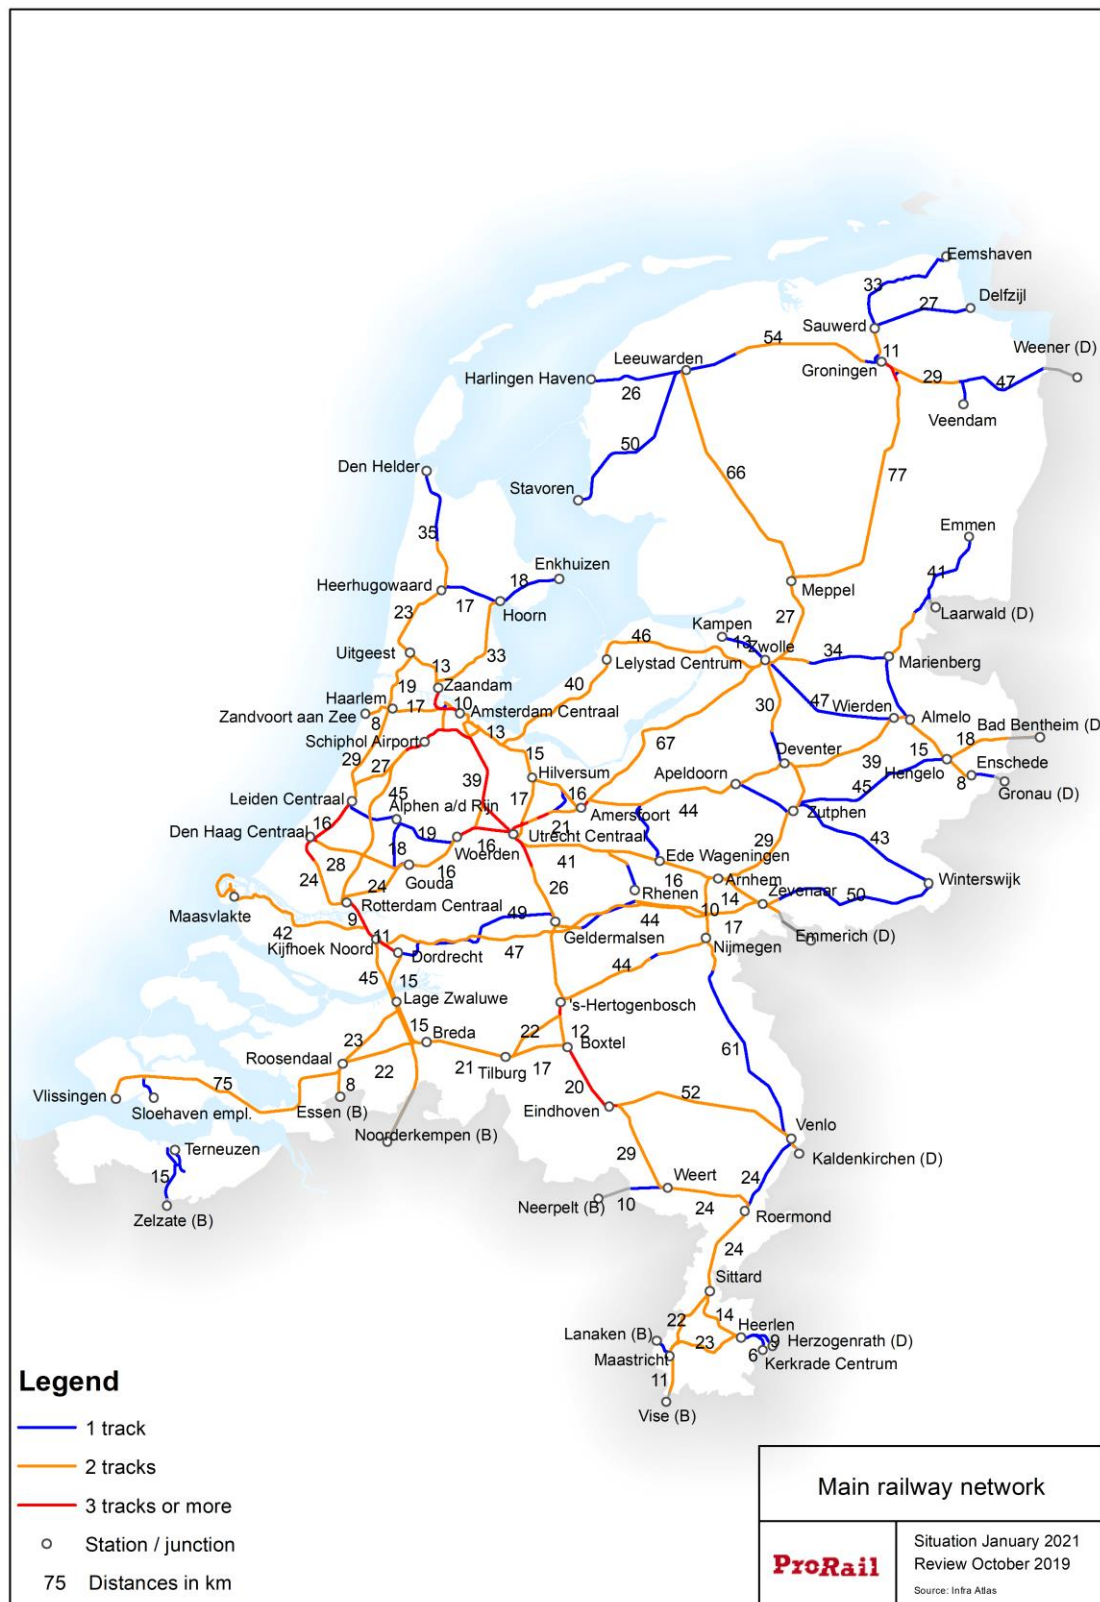 Eemshaven
33
Delfzijl
27
Sauwerd
54
11
Weener (D)
Leeuwarden
Groningen
Harlingen Haven
29
47
26
Veendam
50
Den Helder
66
77
Stavoren
Emmen
35
Enkhuizen
41
Heerhugowaard
18
Meppel
17
Hoorn
23
Laarwald (D)
27
Kampen
13
46
Zwolle
34
Uitgeest
33
Lelystad Centrum
Marienberg
13
40
19
Zaandam
30
47
Haarlem
17
10
Wierden
Almelo
Zandvoort aan Zee
8
Amsterdam Centraal
Bad Bentheim (D)
13
67
18
Schiphol Airport
15
15
29
27
39
Deventer
39
Hengelo
Enschede
Hilversum
Apeldoorn
45
8
Gronau (D)
Leiden Centraal
45
17
16
Alphen a/d Rijn
44
Zutphen
16
19
21
Amersfoort
Den Haag Centraal
16
Utrecht Centraal
29
43
18
Woerden
28
41
Ede Wageningen
24
24
16
Gouda
16
Arnhem
Winterswijk
26
Rhenen
14
Zevenaar
50
Maasvlakte
Rotterdam Centraal
49
44
10
9
42
11
Geldermalsen
17
Emmerich (D)
Kijfhoek Noord
47
Nijmegen
Dordrecht
44
45
15
Lage Zwaluwe
's-Hertogenbosch
15
22
12
23
Breda
Boxtel
61
Roosendaal
21
Tilburg
17
22
75
8
20
52
Vlissingen
Sloehaven empl.
Essen (B)
Eindhoven
Noorderkempen (B)
Venlo
Terneuzen
29
Kaldenkirchen (D)
15
Weert
24
Neerpelt (B)
10
Zelzate (B)
24
Roermond
24
Sittard
22
14
Heerlen
Lanaken (B)
23
9
Herzogenrath (D)
Maastricht
6
Kerkrade Centrum
11
Vise (B)
Legend
1 track
2 tracks
3 tracks or more
Station / junction
75 Distances in km
Main railway network
ProRail
Situation January 2021
Review October 2019
Source: Infra Atlas